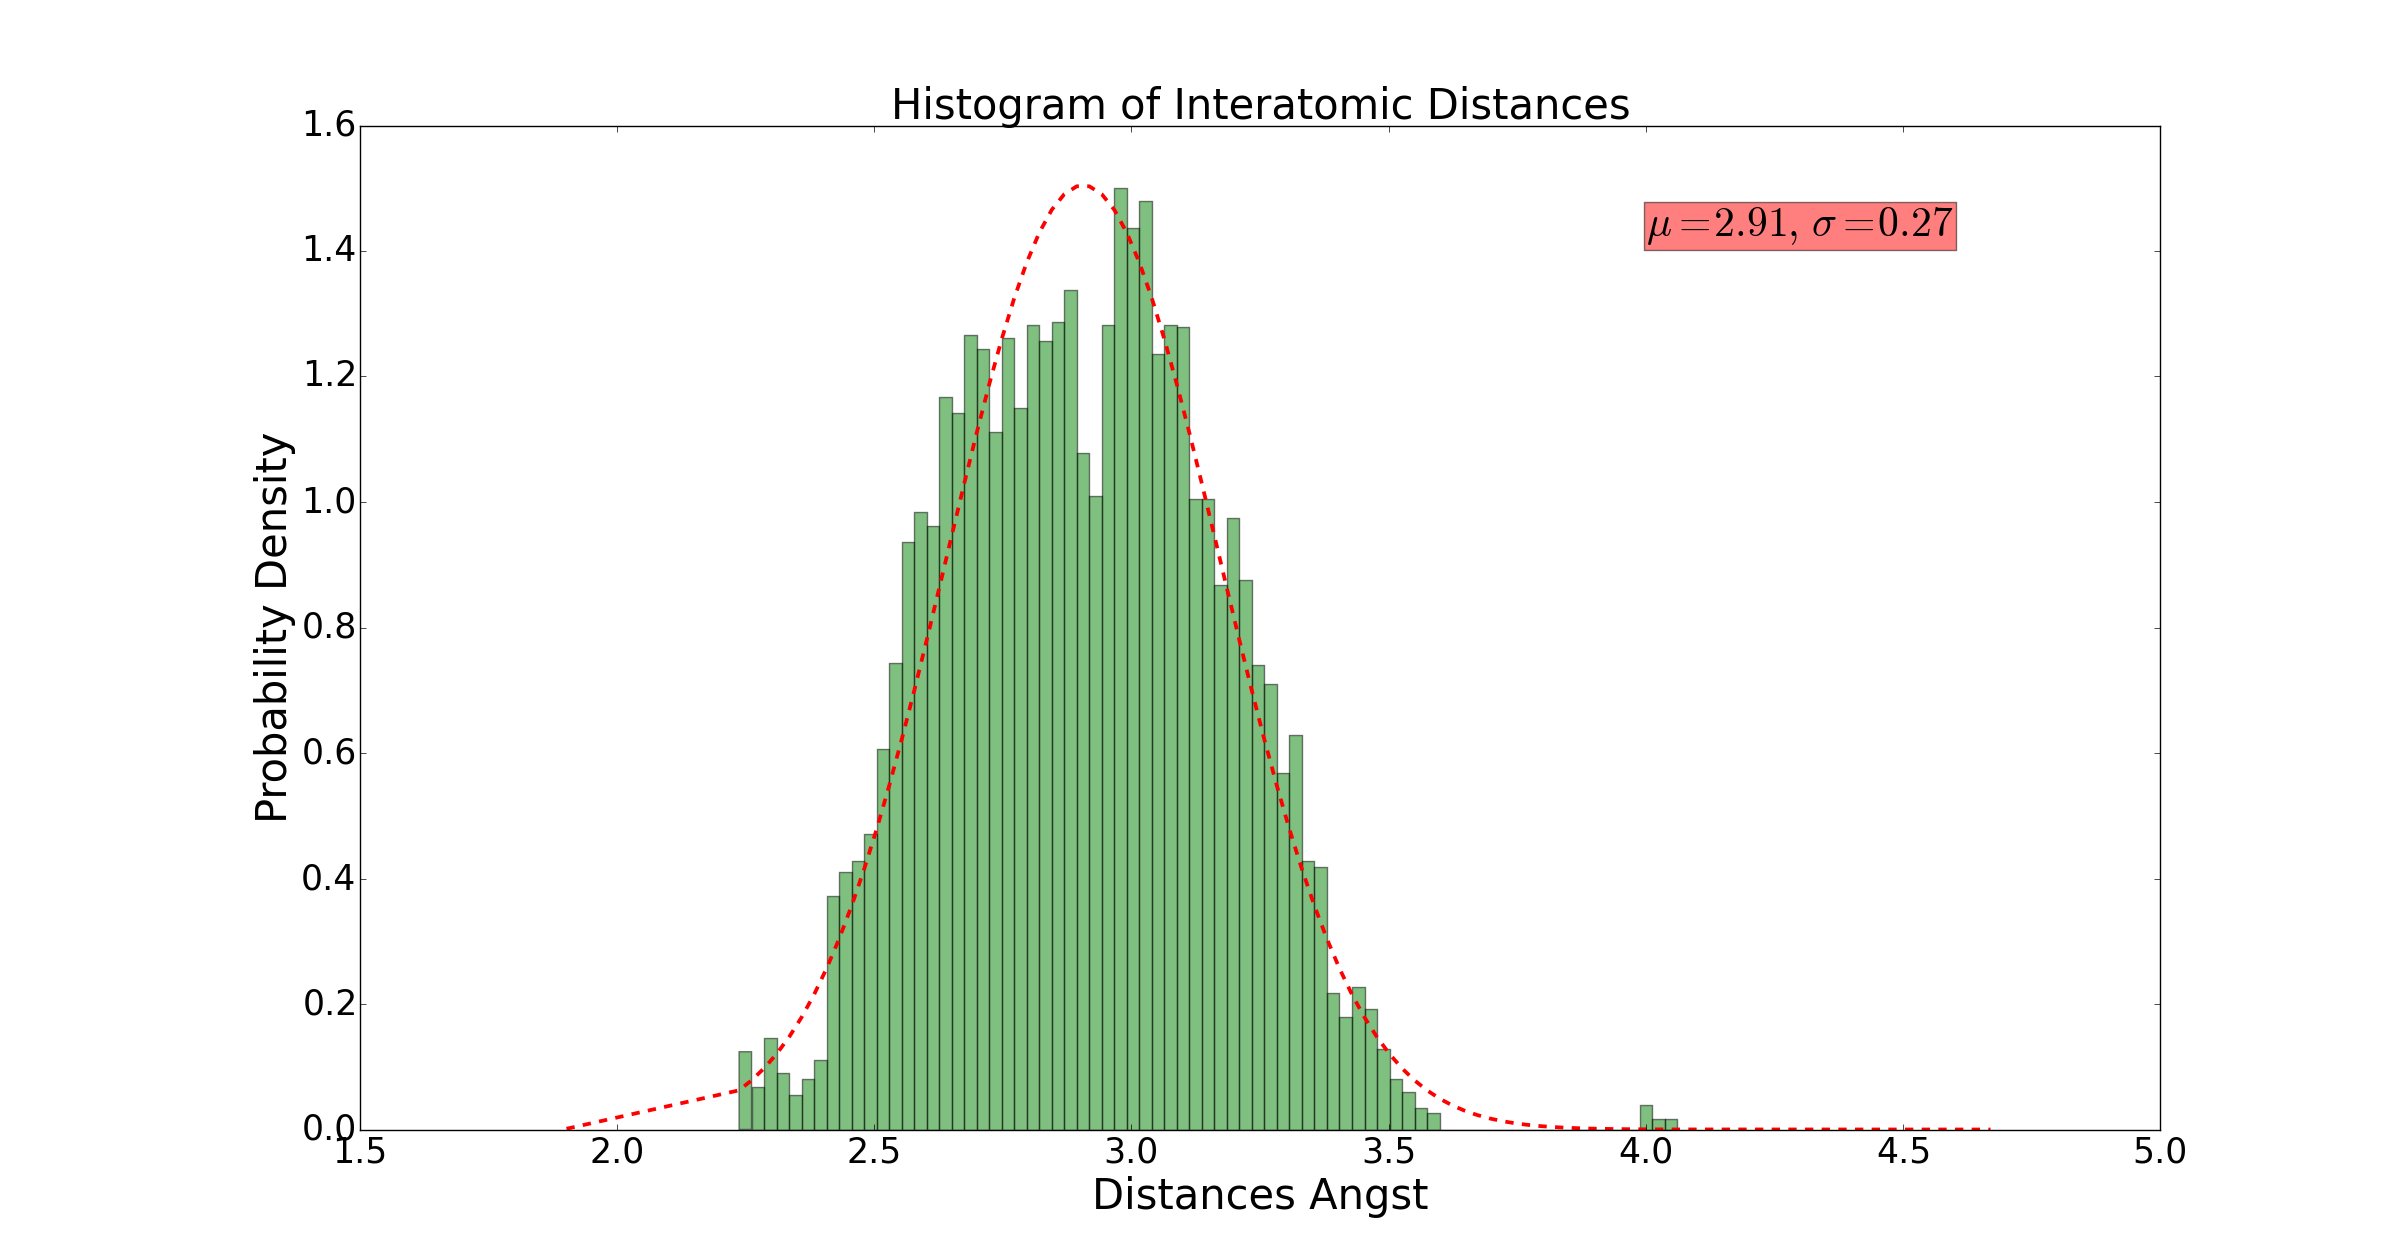 Histogram of Interatomic Distances
1.6
μ=2.91, σ=0.27
1.4
1.2
1.0
Probability Density
0.8
0.6
0.4
0.2
0.0
1.5 2.0 2.5 3.0 3.5 4.0 4.5 5.0
Distances Angst